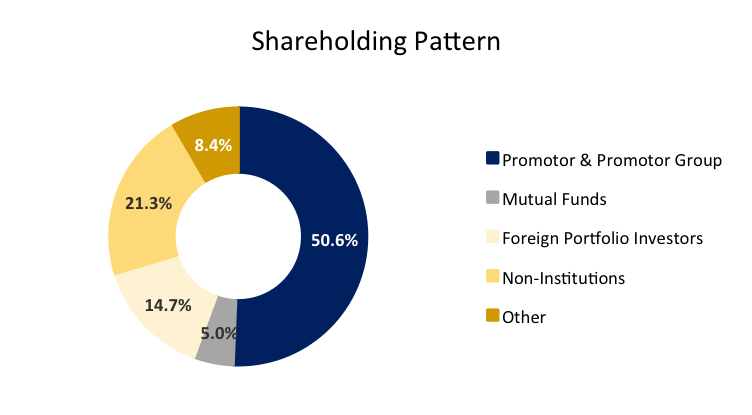 Shareholding Pattern
8.4%
21.3%
50.6%
14.7%
5.0%
Promotor & Promotor Group
Mutual Funds
Foreign Portfolio Investors
Non-Institutions
Other